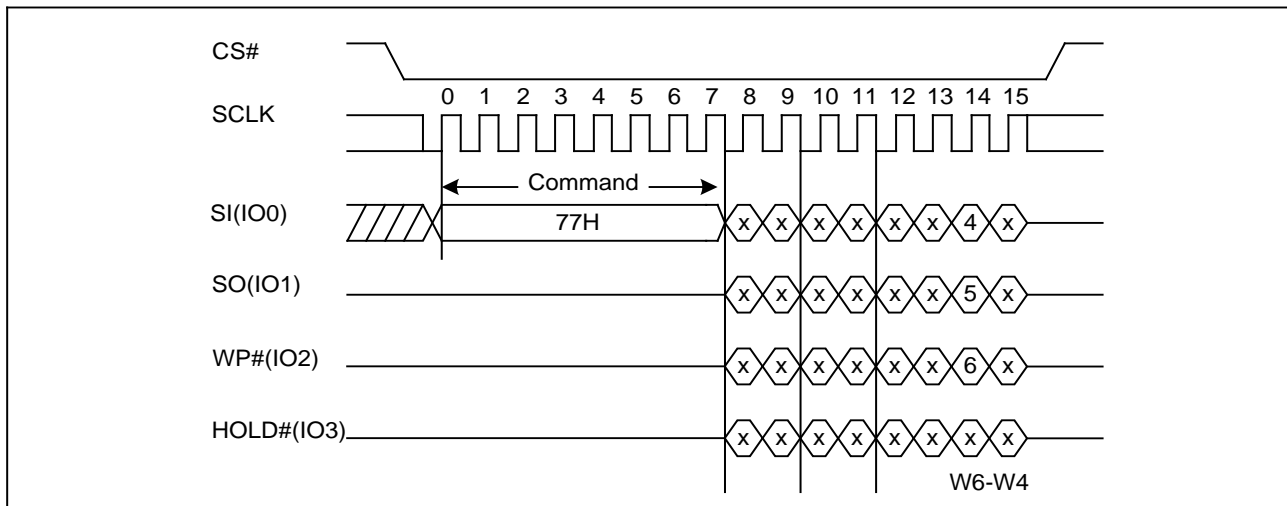 CS#
0 1 2 3 4 5 6 7 8 9 10 11 12 13 14 15
SCLK
Command
SI(IO0) 77H x x x x x x 4 x
SO(IO1) x x x x x x 5 x
WP#(IO2) x x x x x x 6 x
HOLD#(IO3) x x x x x x x x
W6-W4